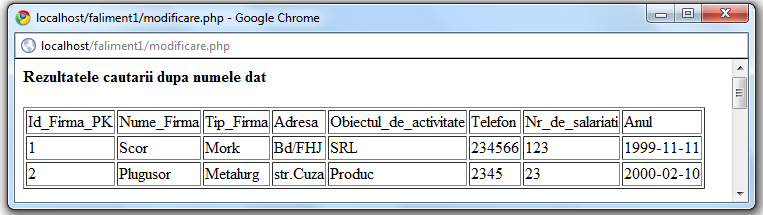 localhost/faliment1/modificare.php - Google Chrome
localhost/faliment1/modificare.php
Rezultatele cautarii dupa numele dat
Id_Firma_PK Nume_Firma Tip_Firma Adresa Obiectul_de_activitate Telefon Nr_de_salariati Anul
1 Scor Mork Bd/FHJ SRL 234566 123 1999-11-11
2 Plugusor Metalurg str.Cuza Produc 2345 23 2000-02-10